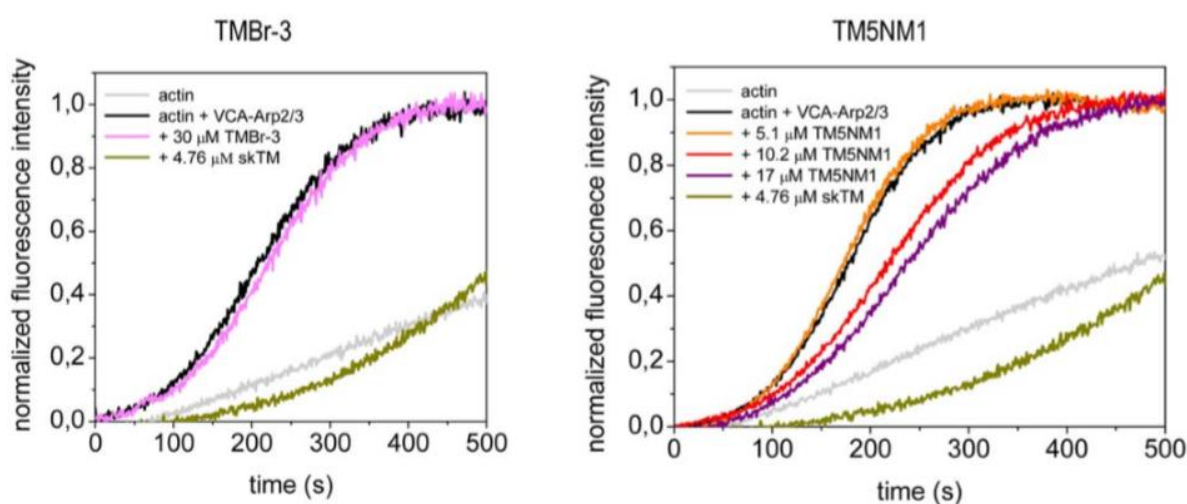 TMBr-3
normalized fluorescence intensity
1,0
0,8
0,6
0,4
0,2
0,0
actin
actin + VCA-Arp2/3
+ 30 μM TMBr-3
+ 4.76 μM skTM
0 100 200 300 400 500
time (s)
TM5NM1
normalized fluorescnece intensity
1,0
0,8
0,6
0,4
0,2
0,0
actin
actin + VCA-Arp2/3
+ 5.1 μM TM5NM1
+ 10.2 μM TM5NM1
+ 17 μM TM5NM1
+ 4.76 μM skTM
0 100 200 300 400 500
time (s)